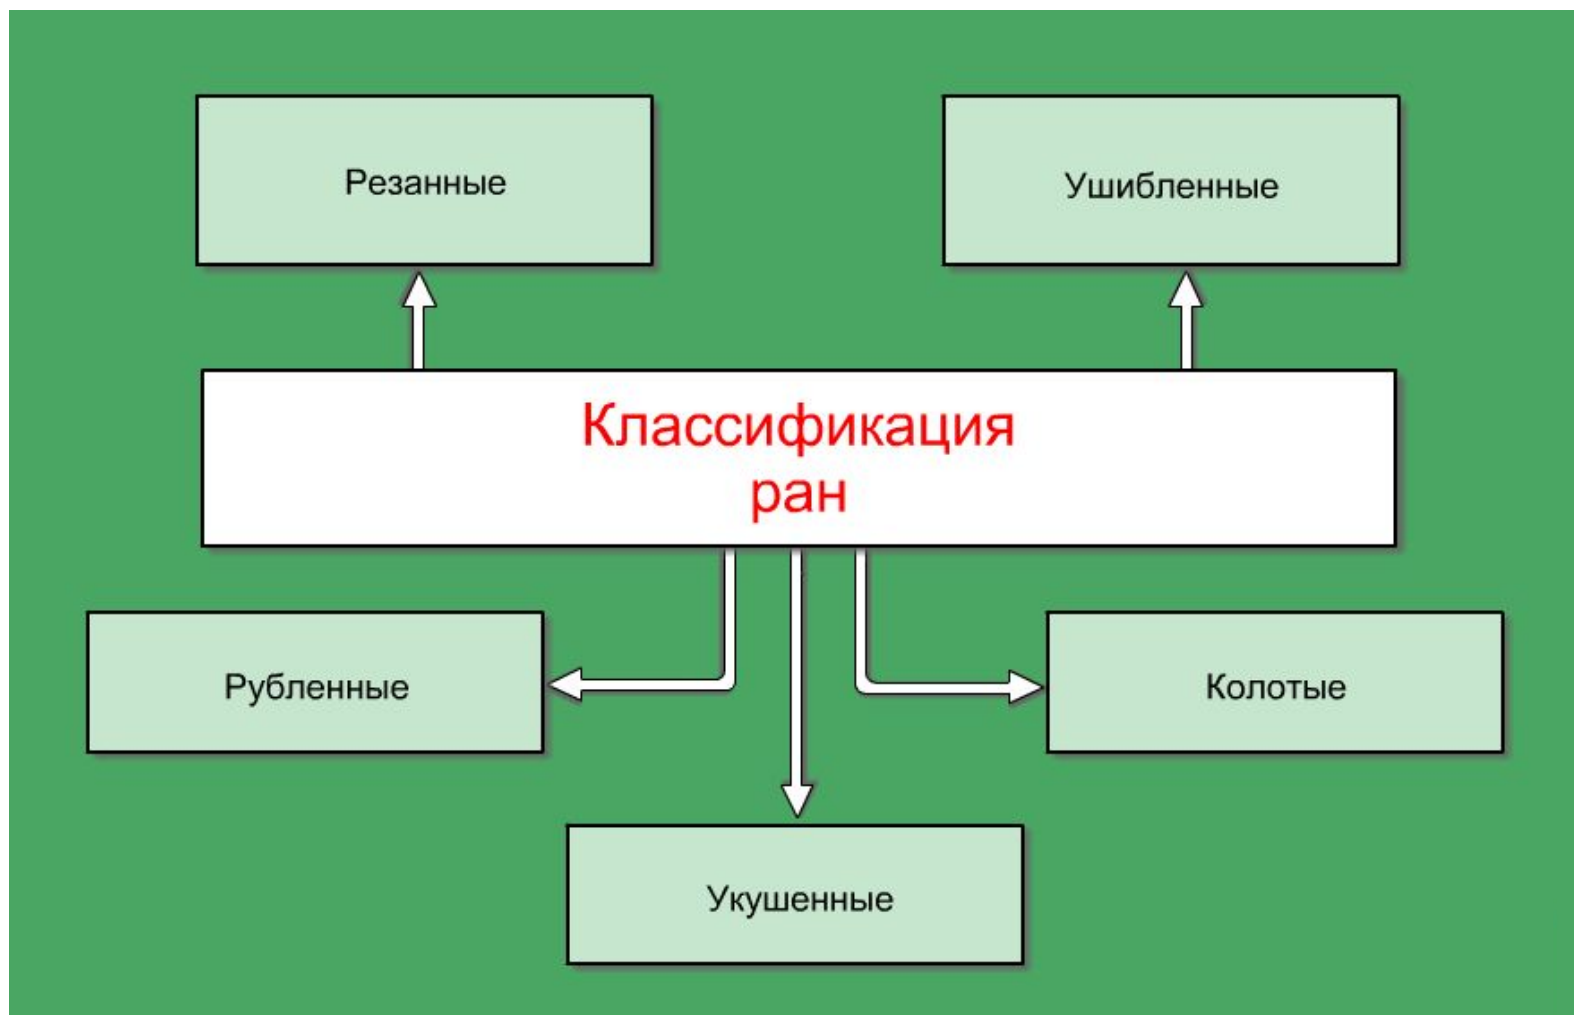 Резанные
Ушибленные
Классификация
ран
Рубленные
Колотые
Укушенные